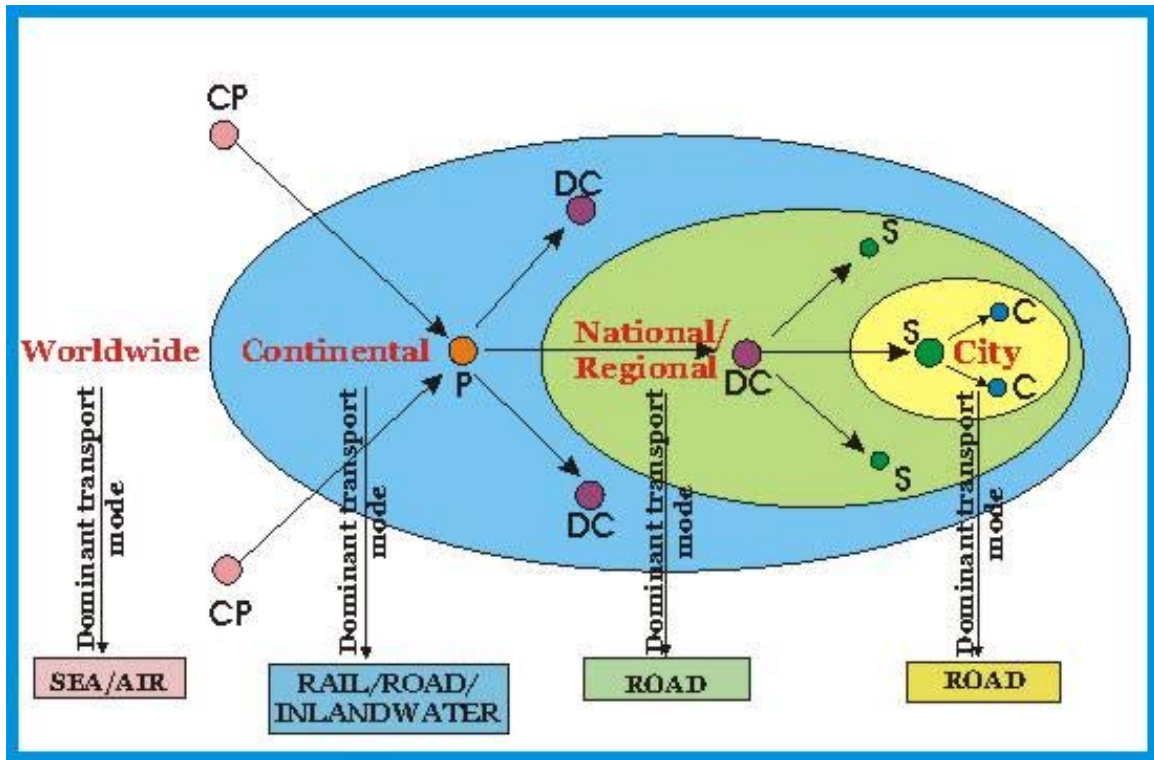 CP
DC
S
C
Worldwide
Continental
P
National/
Regional
DC
S
City
C
S
DC
CP
Dominant transport
mode
Dominant transport
mode
Dominant transport
mode
Dominant transport
mode
SEA/AIR
RAIL/ROAD/
INLANDWATER
ROAD
ROAD